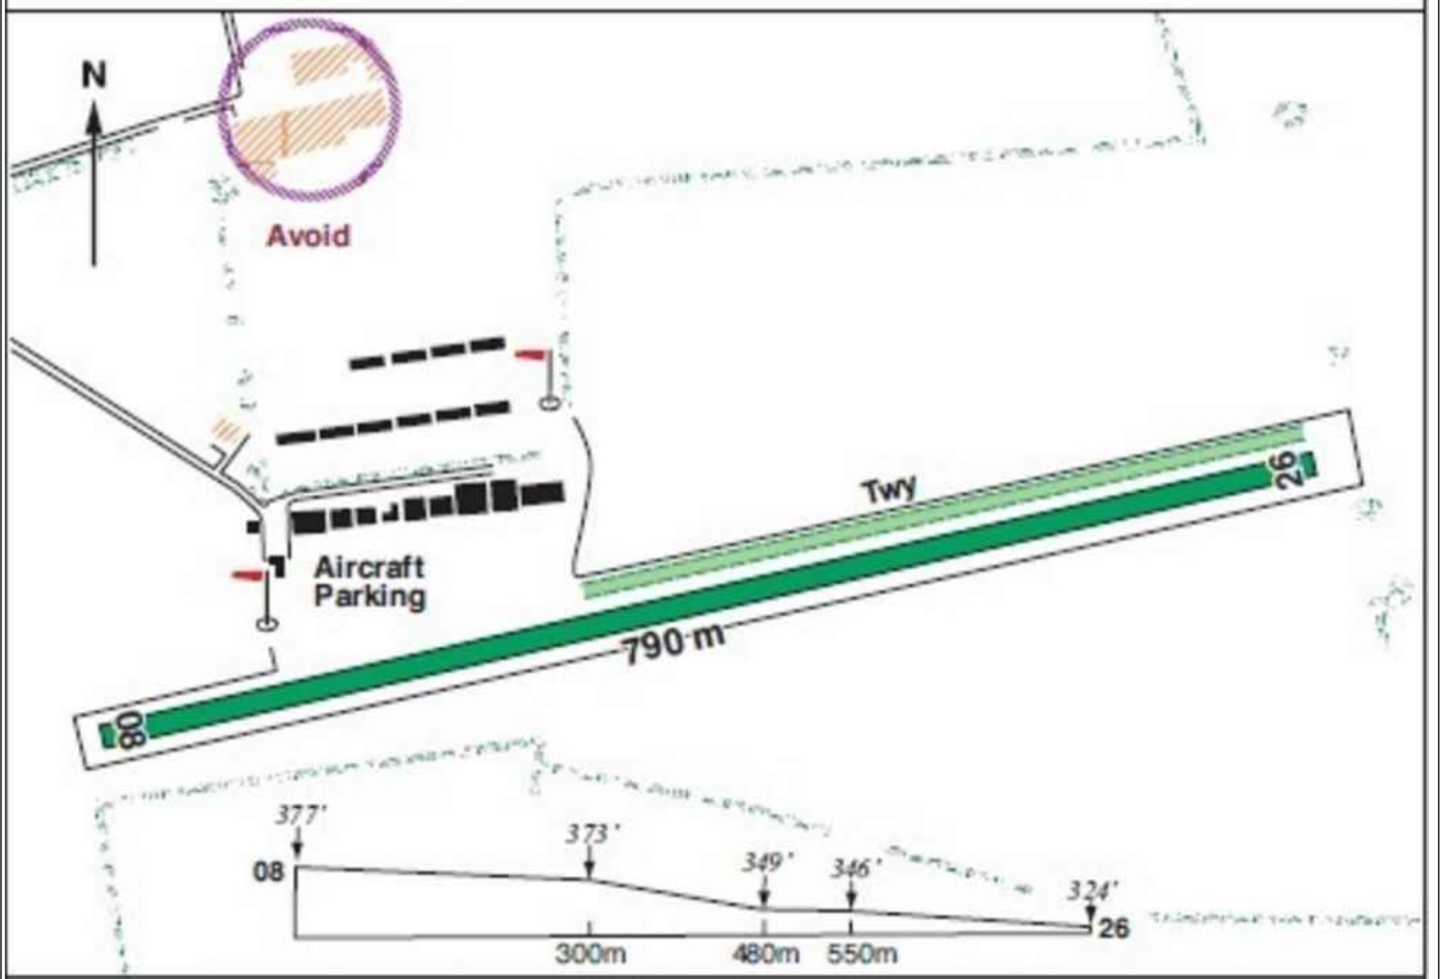 N
Avoid
Twy
26
Aircraft
Parking
790 m
08
377'
373'
349'
346'
324'
08
26
300m
480m
550m